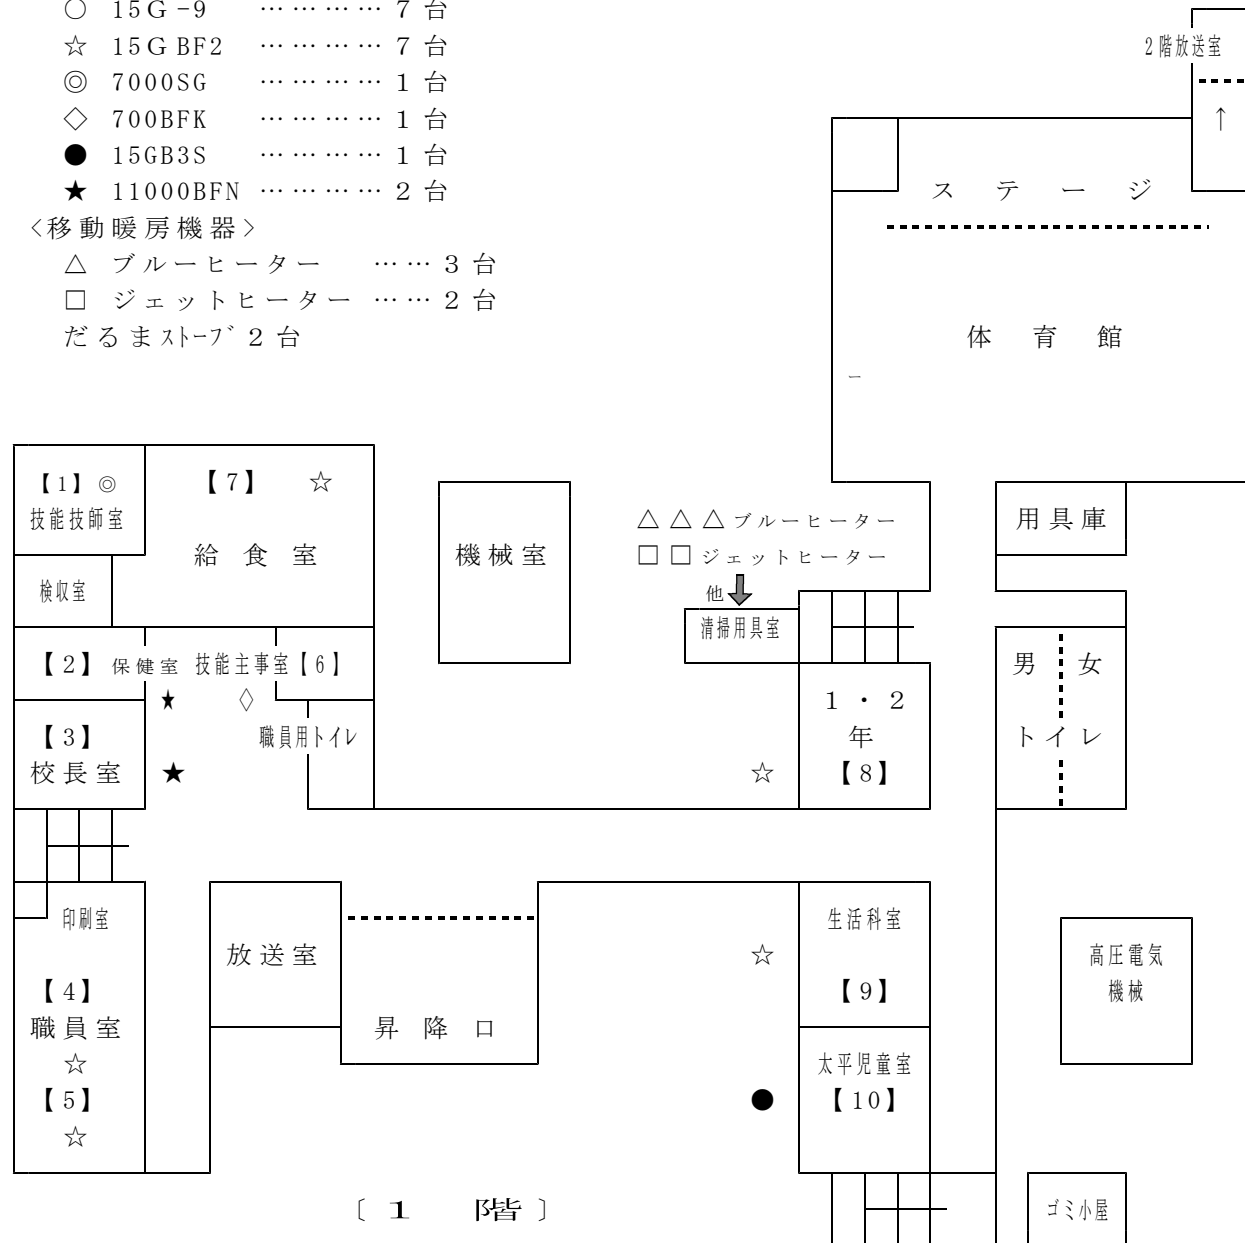 ○ 15G-9 ………… 7 台
☆ 15G BF2 ………… 7 台
◎ 7000SG ………… 1 台
◇ 700BFK ………… 1 台
● 15GB3S ………… 1 台
★ 11000BFN ………… 2 台
<移動暖房機器>
△ ブルーヒーター …… 3 台
□ ジェットヒーター …… 2 台
だるまｽﾄｰﾌﾞ 2 台
2階放送室
↑
ステージ
体育館
【1】◎
技能技師室
【7】 ☆
給食室
検収室
機械室
△△△ブルーヒーター
□□ジェットヒーター
他
清掃用具室
用具庫
【2】保健室 技能主事室【6】
★ ◇
【3】
校長室 ★
職員用トイレ
1・2
年
☆ 【8】
男 女
トイレ
印刷室
【4】
職員室
☆
【5】
☆
放送室
昇降口
生活科室
☆
【9】
太平児童室
● 【10】
高圧電気
機械
〔1 階〕
ゴミ小屋